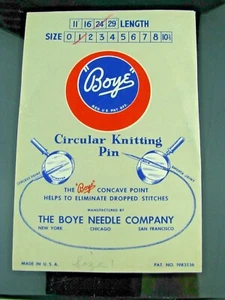 11 16 24 29 LENGTH
SIZE 0 1 2 3 4 5 6 7 8 10½
"Boye"
REG. U.S. PAT. OFF.
Circular Knitting
Pin
THE "Boye" CONCAVE POINT
HELPS TO ELIMINATE DROPPED STITCHES
MANUFACTURED BY
THE BOYE NEEDLE COMPANY
NEW YORK CHICAGO SAN FRANCISCO
MADE IN U.S.A.